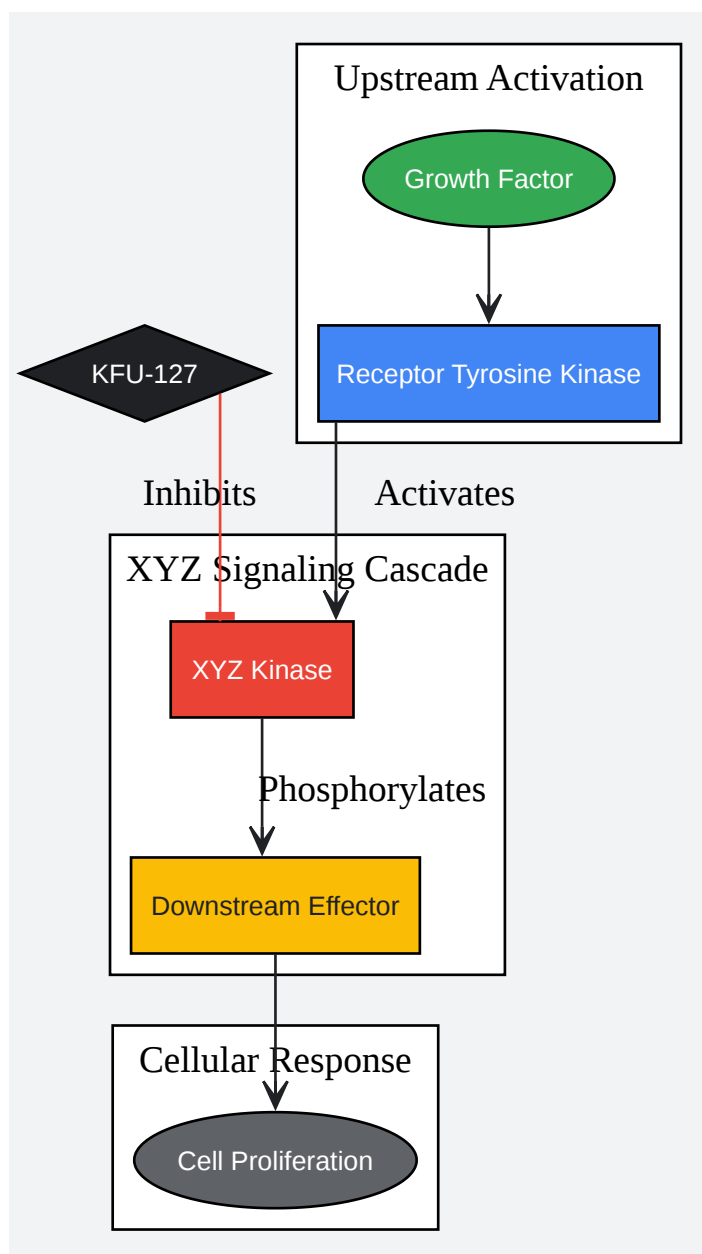 Upstream Activation
Growth Factor
KFU-127
Receptor Tyrosine Kinase
Inhibits
Activates
XYZ Signaling Cascade
XYZ Kinase
Phosphorylates
Downstream Effector
Cellular Response
Cell Proliferation